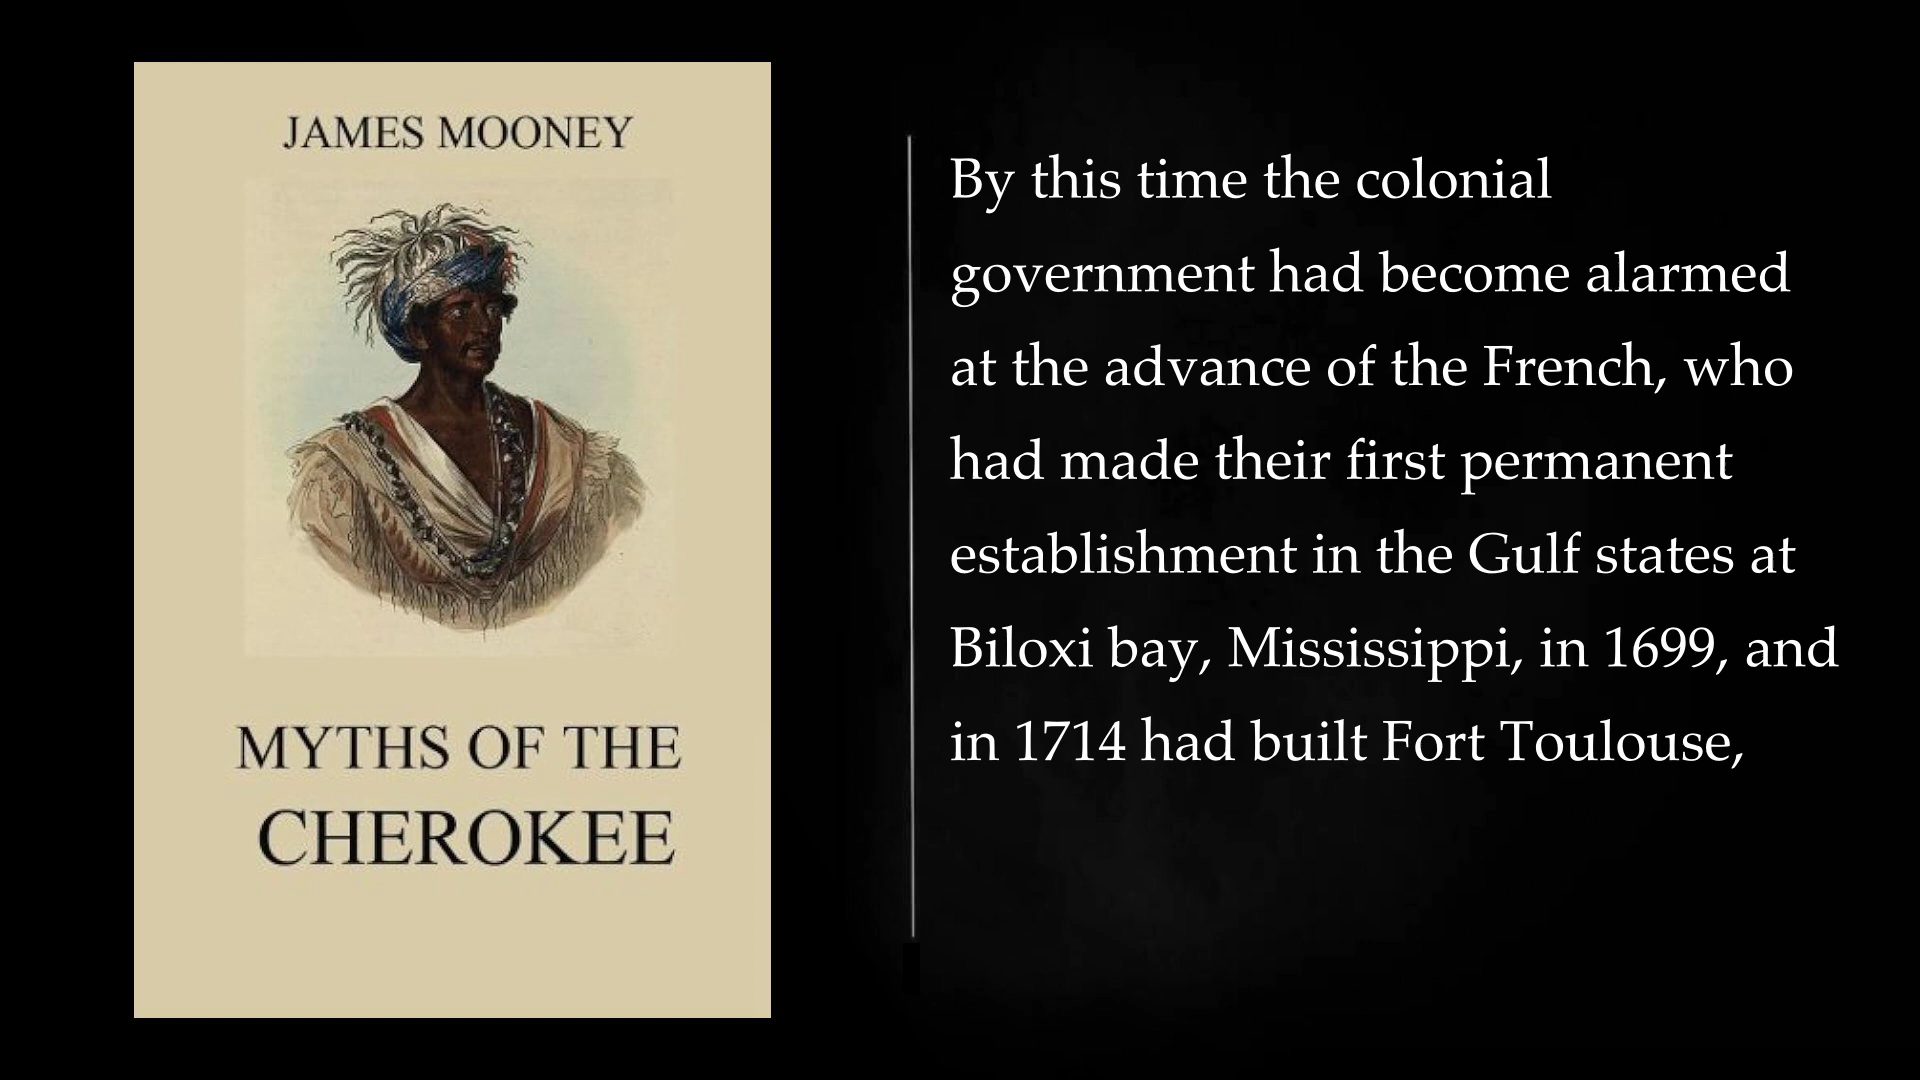 JAMES MOONEY
MYTHS OF THE
CHEROKEE
By this time the colonial
government had become alarmed
at the advance of the French, who
had made their first permanent
establishment in the Gulf states at
Biloxi bay, Mississippi, in 1699, and
in 1714 had built Fort Toulouse,